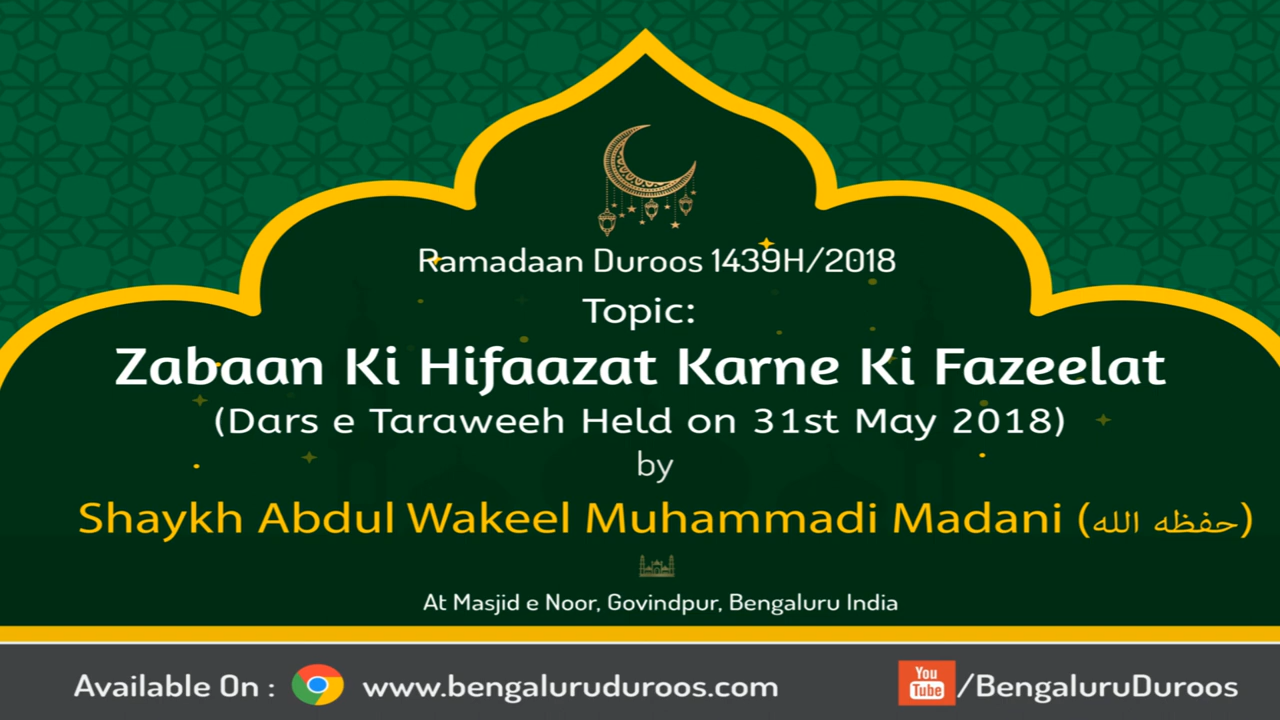 Ramadaan Duroos 1439H/2018
Topic:
Zabaan Ki Hifaazat Karne Ki Fazeelat
(Dars e Taraweeh Held on 31st May 2018)
by
Shaykh Abdul Wakeel Muhammadi Madani (حفظه الله)
At Masjid e Noor, Govindpur, Bengaluru India
Available On : www.bengaluruduroos.com You Tube /BengaluruDuroos